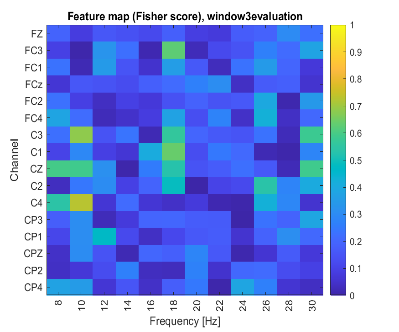 Feature map (Fisher score), window3evaluation
Channel
FZ
FC3
FC1
FCz
FC2
FC4
C3
C1
CZ
C2
C4
CP3
CP1
CPZ
CP2
CP4
8 10 12 14 16 18 20 22 24 26 28 30
Frequency [Hz]
1
0.9
0.8
0.7
0.6
0.5
0.4
0.3
0.2
0.1
0